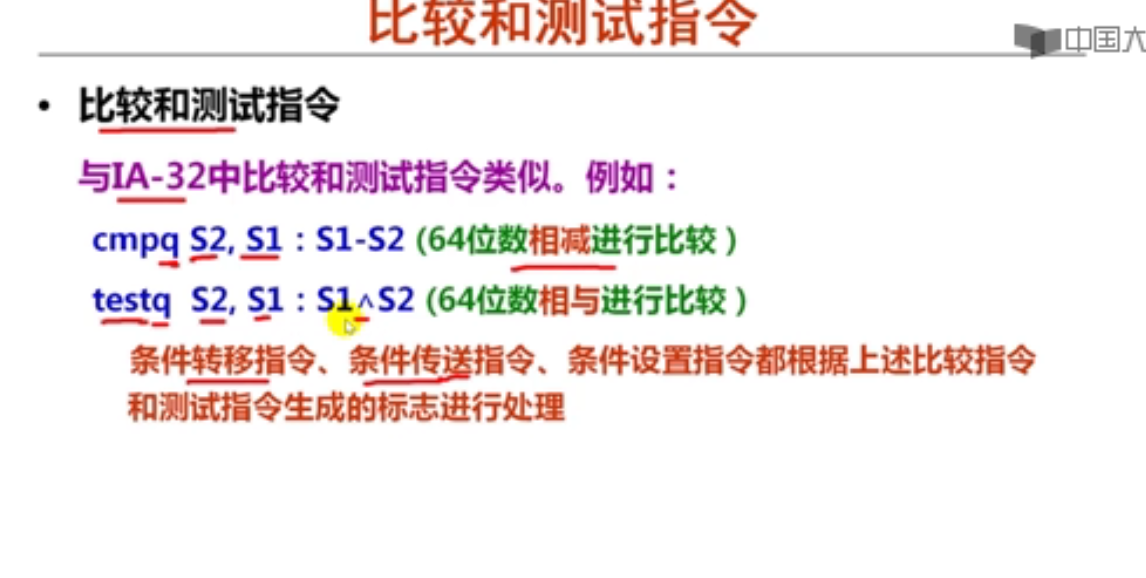 比较和测试指令
中国大
• 比较和测试指令
与IA-32中比较和测试指令类似。例如：
cmpq S2, S1：S1-S2 (64位数相减进行比较）
testq S2, S1：S1∧S2 (64位数相与进行比较）
条件转移指令、条件传送指令、条件设置指令都根据上述比较指令
和测试指令生成的标志进行处理